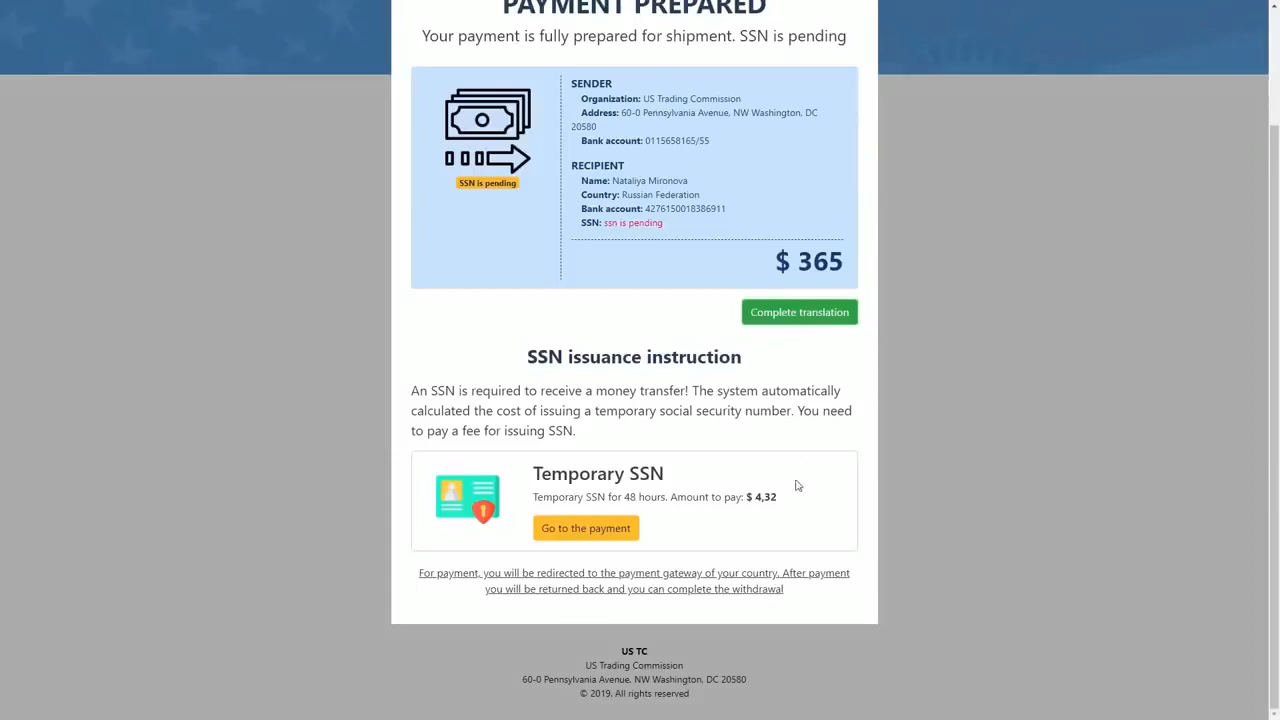 PAYMENT PREPARED
Your payment is fully prepared for shipment. SSN is pending
SSN is pending
SENDER
Organization: US Trading Commission
Address: 60-0 Pennsylvania Avenue, NW Washington, DC
20580
Bank account: 0115658165/55
RECIPIENT
Name: Nataliya Mironova
Country: Russian Federation
Bank account: 4276150018386911
SSN: ssn is pending
$ 365
Complete translation
SSN issuance instruction
An SSN is required to receive a money transfer! The system automatically
calculated the cost of issuing a temporary social security number. You need
to pay a fee for issuing SSN.
Temporary SSN
Temporary SSN for 48 hours. Amount to pay: $ 4,32
Go to the payment
For payment, you will be redirected to the payment gateway of your country. After payment
you will be returned back and you can complete the withdrawal
US TC
US Trading Commission
60-0 Pennsylvania Avenue, NW Washington, DC 20580
© 2019. All rights reserved